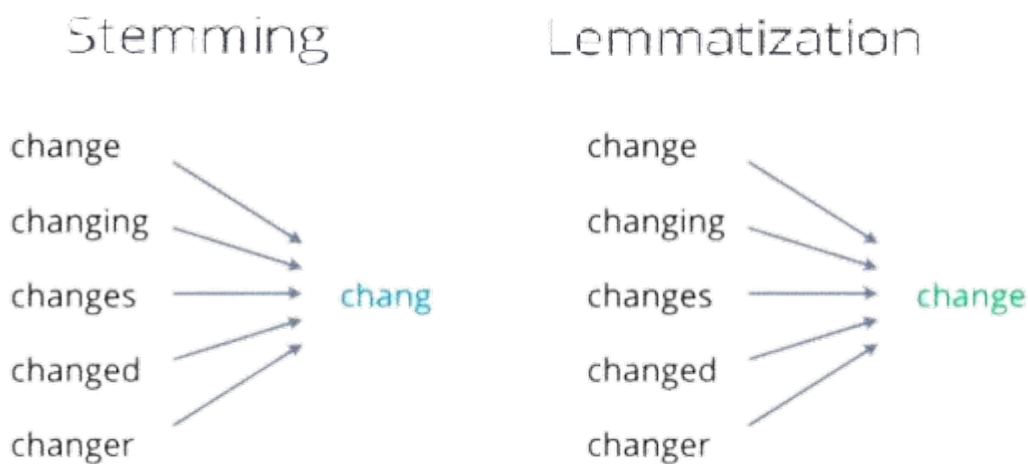 Stemming
change
changing
changes
changed
changer
chang
Lemmatization
change
changing
changes
changed
changer
change